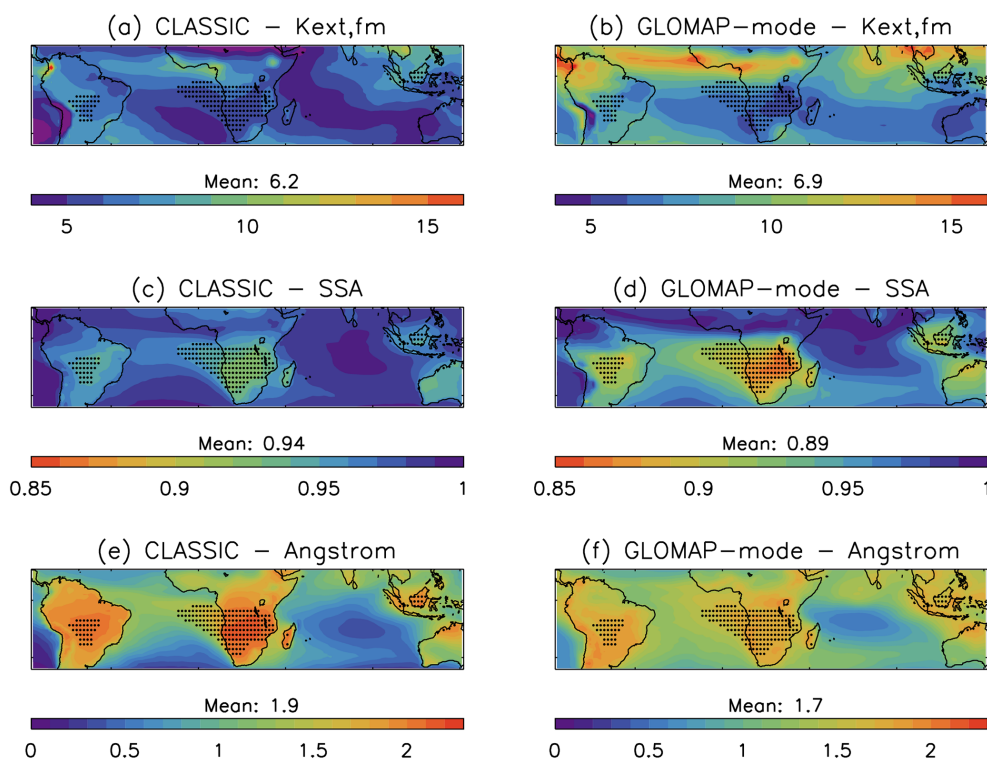 (a) CLASSIC – Kext,fm
(b) GLOMAP–mode – Kext,fm
Mean: 6.2
Mean: 6.9
5 10 15
5 10 15
(c) CLASSIC – SSA
(d) GLOMAP–mode – SSA
Mean: 0.94
Mean: 0.89
0.85 0.9 0.95 1
0.85 0.9 0.95 1
(e) CLASSIC – Angstrom
(f) GLOMAP–mode – Angstrom
Mean: 1.9
Mean: 1.7
0 0.5 1 1.5 2
0 0.5 1 1.5 2